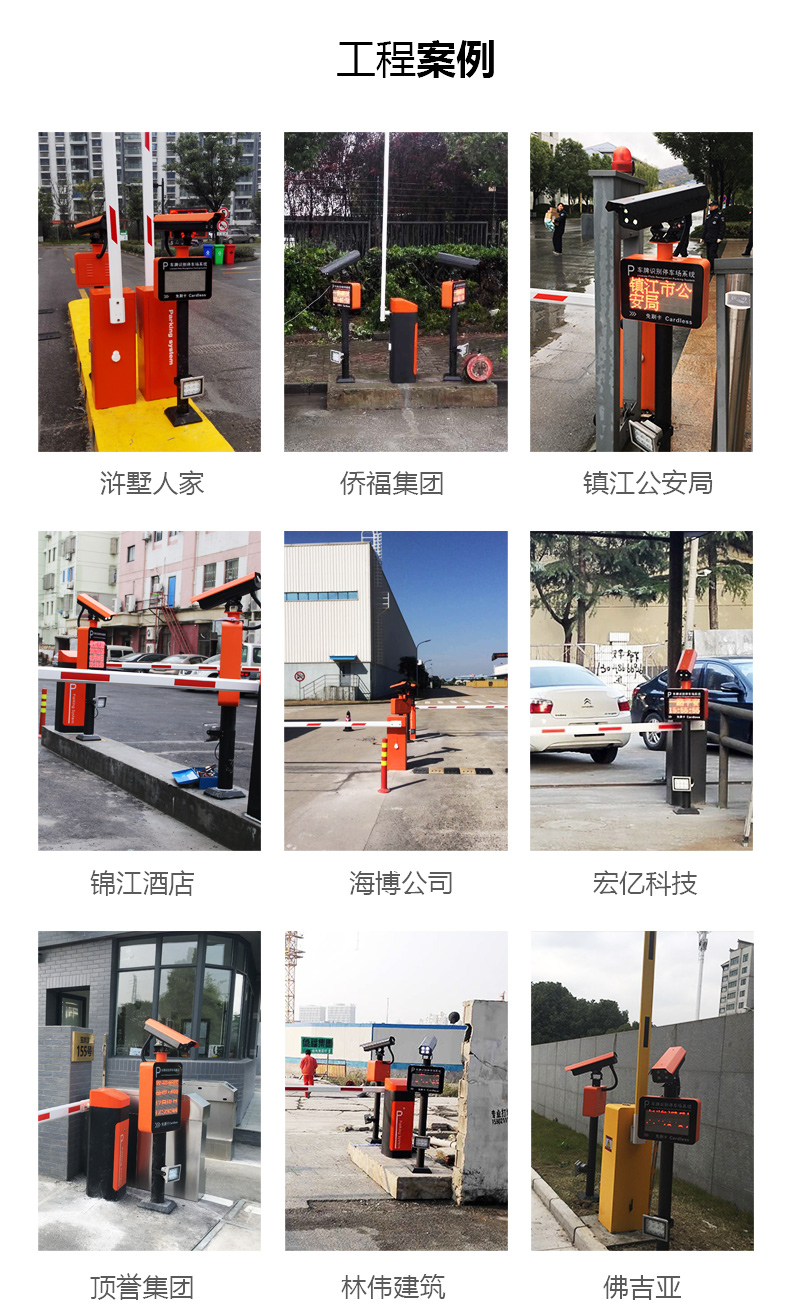 工程案例
车牌识别停车场系统
免刷卡 Cardless
Parking system
车牌识别停车场系统
镇江市公
安局
免刷卡 Cardless
浒墅人家
侨福集团
镇江公安局
锦江酒店
海博公司
宏亿科技
155号
顶誉集团
林伟建筑
佛吉亚